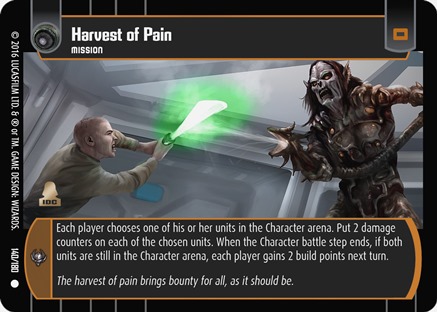 Harvest of Pain
MISSION
© 2016 LUCASFILM LTD. & ® or TM. GAME DESIGN: WIZARDS.
IDC
140/180
Each player chooses one of his or her units in the Character arena. Put 2 damage
counters on each of the chosen units. When the Character battle step ends, if both
units are still in the Character arena, each player gains 2 build points next turn.
The harvest of pain brings bounty for all, as it should be.